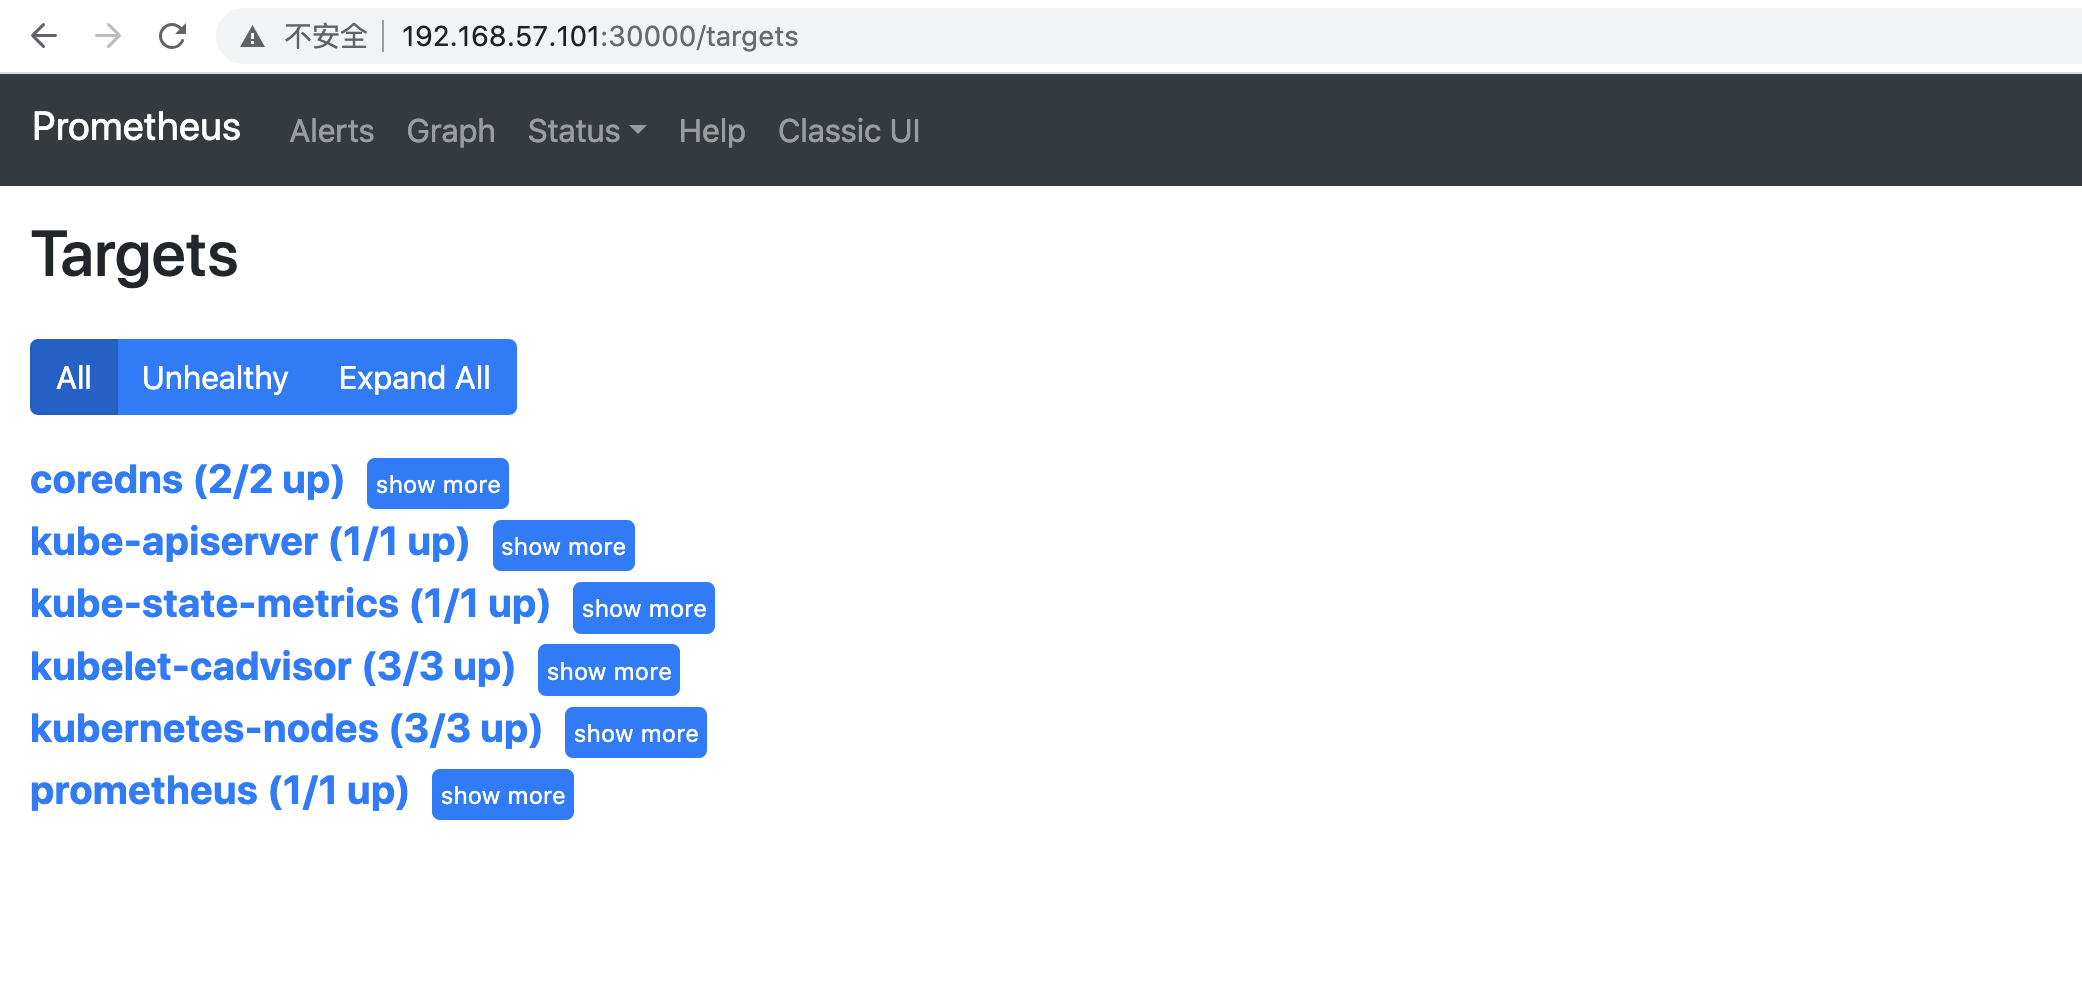 不安全 192.168.57.101:30000/targets
Prometheus Alerts Graph Status Help Classic UI
Targets
All Unhealthy Expand All
coredns (2/2 up) show more
kube-apiserver (1/1 up) show more
kube-state-metrics (1/1 up) show more
kubelet-cadvisor (3/3 up) show more
kubernetes-nodes (3/3 up) show more
prometheus (1/1 up) show more